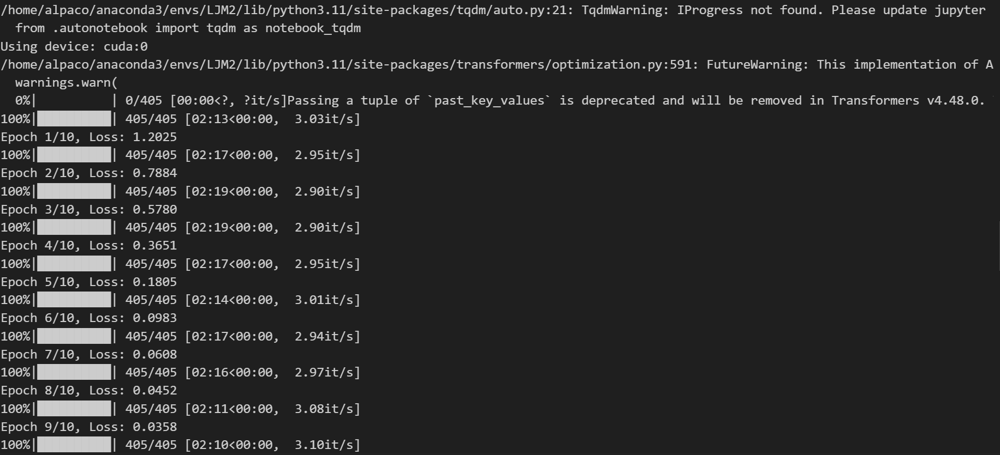 /home/alpaco/anaconda3/envs/LJM2/lib/python3.11/site-packages/tqdm/auto.py:21: TqdmWarning: IProgress not found. Please update jupyter
  from .autonotebook import tqdm as notebook_tqdm
Using device: cuda:0
/home/alpaco/anaconda3/envs/LJM2/lib/python3.11/site-packages/transformers/optimization.py:591: FutureWarning: This implementation of A
  warnings.warn(
  0%|          | 0/405 [00:00<?, ?it/s]Passing a tuple of `past_key_values` is deprecated and will be removed in Transformers v4.48.0.
100%|██████████| 405/405 [02:13<00:00,  3.03it/s]
Epoch 1/10, Loss: 1.2025
100%|██████████| 405/405 [02:17<00:00,  2.95it/s]
Epoch 2/10, Loss: 0.7884
100%|██████████| 405/405 [02:19<00:00,  2.90it/s]
Epoch 3/10, Loss: 0.5780
100%|██████████| 405/405 [02:19<00:00,  2.90it/s]
Epoch 4/10, Loss: 0.3651
100%|██████████| 405/405 [02:17<00:00,  2.95it/s]
Epoch 5/10, Loss: 0.1805
100%|██████████| 405/405 [02:14<00:00,  3.01it/s]
Epoch 6/10, Loss: 0.0983
100%|██████████| 405/405 [02:17<00:00,  2.94it/s]
Epoch 7/10, Loss: 0.0608
100%|██████████| 405/405 [02:16<00:00,  2.97it/s]
Epoch 8/10, Loss: 0.0452
100%|██████████| 405/405 [02:11<00:00,  3.08it/s]
Epoch 9/10, Loss: 0.0358
100%|██████████| 405/405 [02:10<00:00,  3.10it/s]